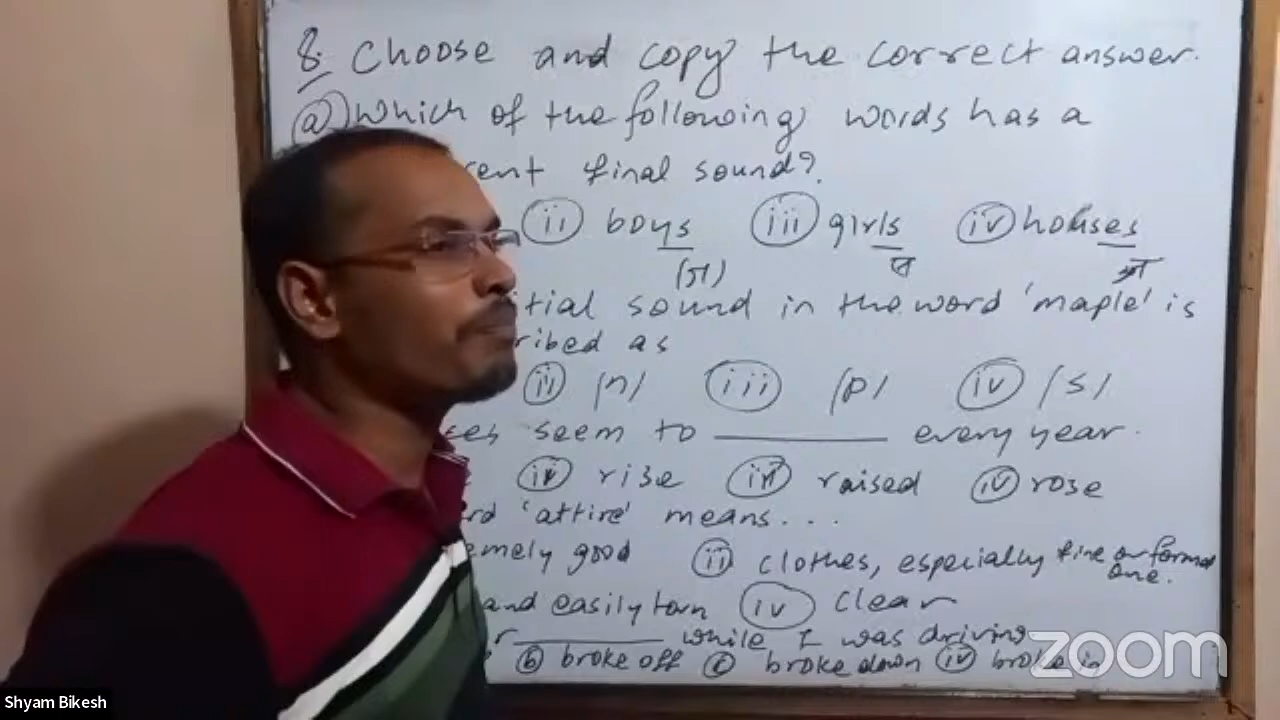 8. Choose and copy the correct answer.
(a) Which of the following words has a
rent final sound?
(ii) boys (iii) girls (iv) houses
(ज) ज ज
tial sound in the word 'maple' is
ribed as
(ii) /n/ (iii) /p/ (iv) /s/
ces seem to ________ every year.
(ii) rise (iii) raised (iv) rose
rd 'attire' means...
emely good (ii) clothes, especially fine or formal
one.
and easily torn (iv) clear
r ________ while I was driving
(b) broke off (c) broke down (iv) broke in
zoom
Shyam Bikesh